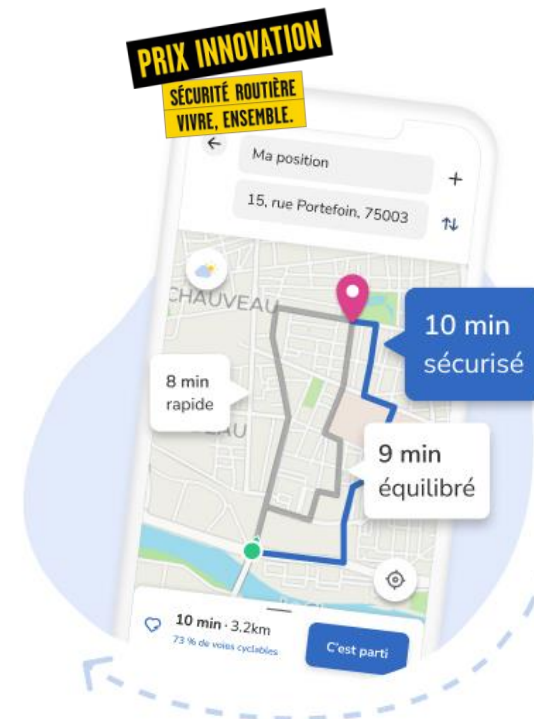 PRIX INNOVATION
SÉCURITÉ ROUTIÈRE
VIVRE, ENSEMBLE.
Ma position
15, rue Portefoin, 75003
CHAUVEAU
10 min
sécurisé
8 min
rapide
9 min
équilibré
10 min · 3,2km
73 % de voies cyclables
C'est parti